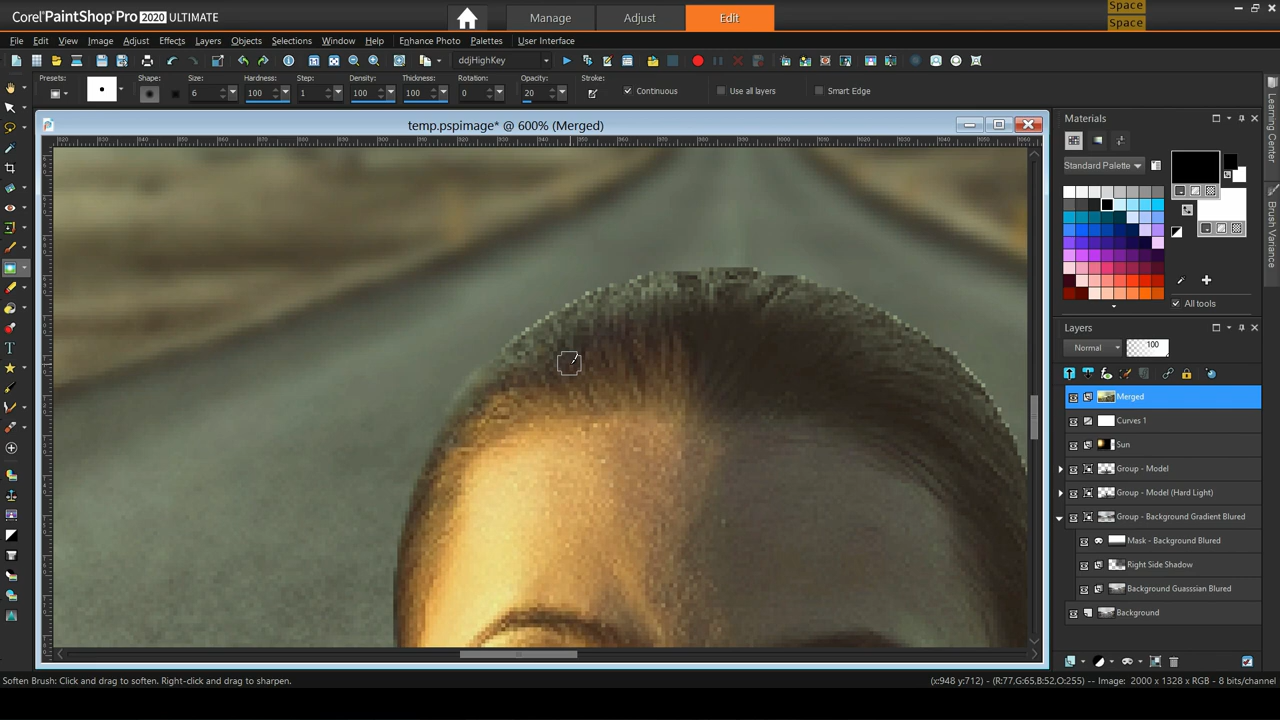 Corel PaintShop Pro 2020 ULTIMATE
Manage
Adjust
Edit
Space
Space
File Edit View Image Adjust Effects Layers Objects Selections Window Help Enhance Photo Palettes User Interface
ddjHighKey
Presets: Shape: Size: Hardness: Step: Density: Thickness: Rotation: Opacity: Stroke:
6 100 1 100 100 0 20 Continuous Use all layers Smart Edge
temp.pspimage* @ 600% (Merged)
Materials
Standard Palette
All tools
Learning Center
Brush Variance
Layers
Normal 100
Merged
Curves 1
Sun
Group - Model
Group - Model (Hard Light)
Group - Background Gradient Blured
Mask - Background Blured
Right Side Shadow
Background Guasssian Blured
Background
Soften Brush: Click and drag to soften. Right-click and drag to sharpen.
(x:948 y:712) -- (R:77,G:65,B:52,O:255) -- Image: 2000 x 1328 x RGB - 8 bits/channel